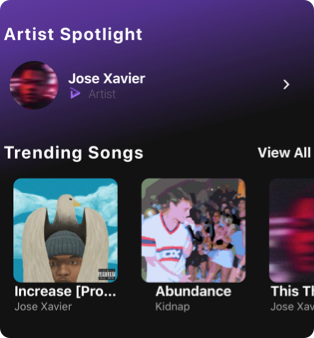 Artist Spotlight
Jose Xavier
Artist
Trending Songs
View All
Increase [Pro...
Abundance
This Th
Jose Xavier
Kidnap
Jose Xav